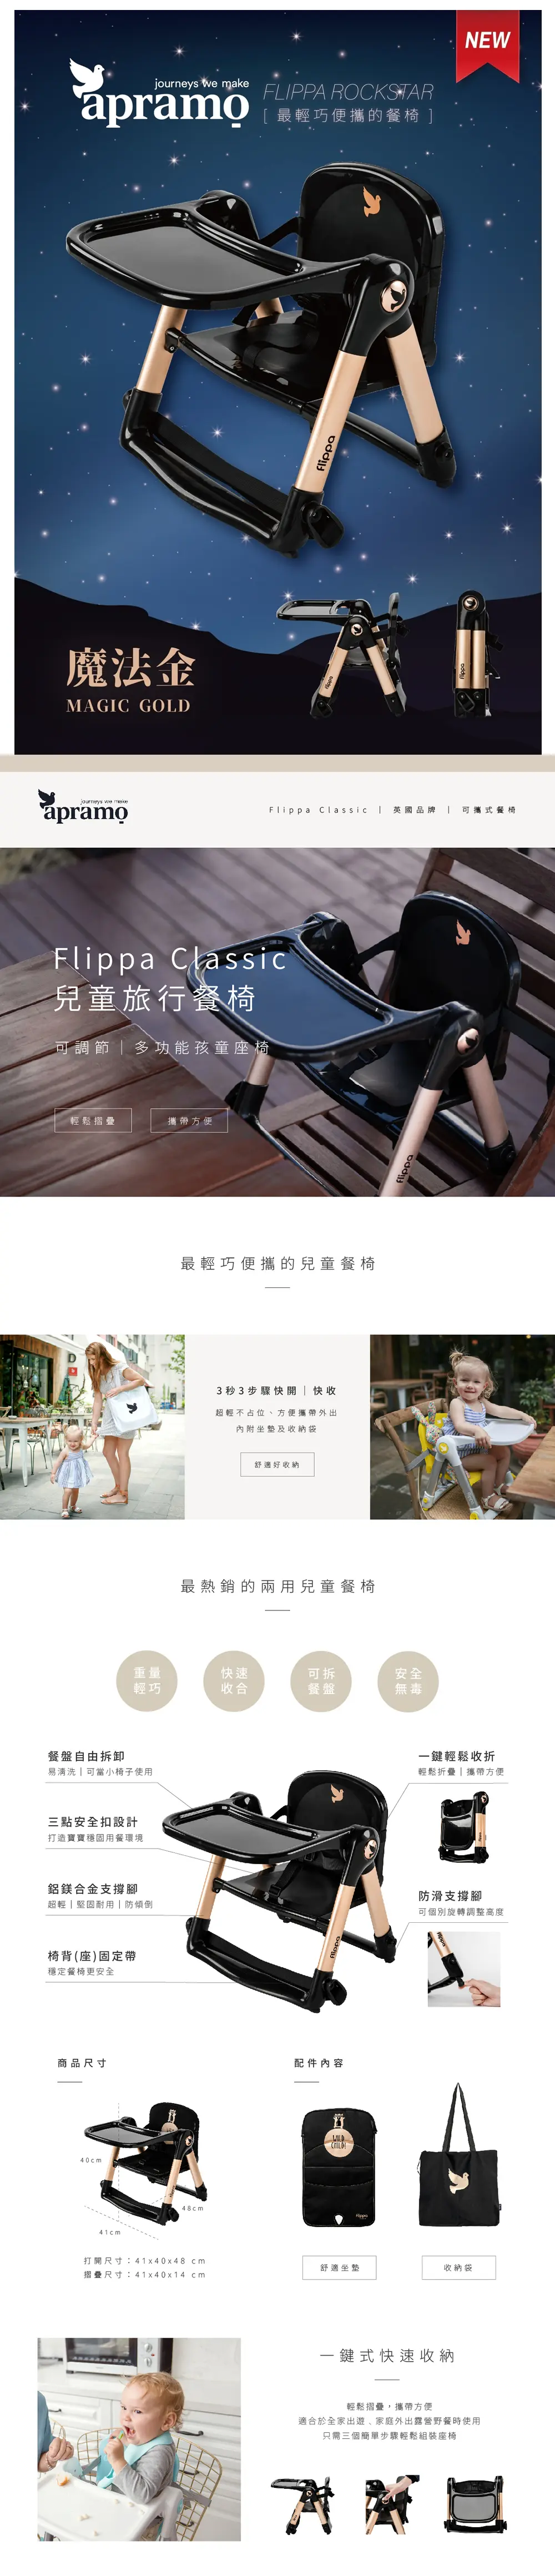 NEW
journeys we make
apramo
FLIPPA ROCKSTAR
[ 最輕巧便攜的餐椅 ]
flippa
flippa
flippa
魔法金
MAGIC GOLD
journeys we make
apramo
Flippa Classic | 英國品牌 | 可攜式餐椅
Flippa Classic
兒童旅行餐椅
可調節｜多功能孩童座椅
輕鬆摺疊
攜帶方便
flippa
最輕巧便攜的兒童餐椅
3秒3步驟快開｜快收
超輕不占位、方便攜帶外出
內附坐墊及收納袋
舒適好收納
最熱銷的兩用兒童餐椅
重量
輕巧
快速
收合
可拆
餐盤
安全
無毒
餐盤自由拆卸
易清洗｜可當小椅子使用
三點安全扣設計
打造寶寶穩固用餐環境
鋁鎂合金支撐腳
超輕｜堅固耐用｜防傾倒
椅背(座)固定帶
穩定餐椅更安全
一鍵輕鬆收折
輕鬆折疊｜攜帶方便
防滑支撐腳
可個別旋轉調整高度
flippa
商品尺寸
40cm
48cm
41cm
打開尺寸：41x40x48 cm
摺疊尺寸：41x40x14 cm
配件內容
WILD
CHILD
flippa
舒適坐墊
收納袋
一鍵式快速收納
輕鬆摺疊，攜帶方便
適合於全家出遊﹑家庭外出露營野餐時使用
只需三個簡單步驟輕鬆組裝座椅